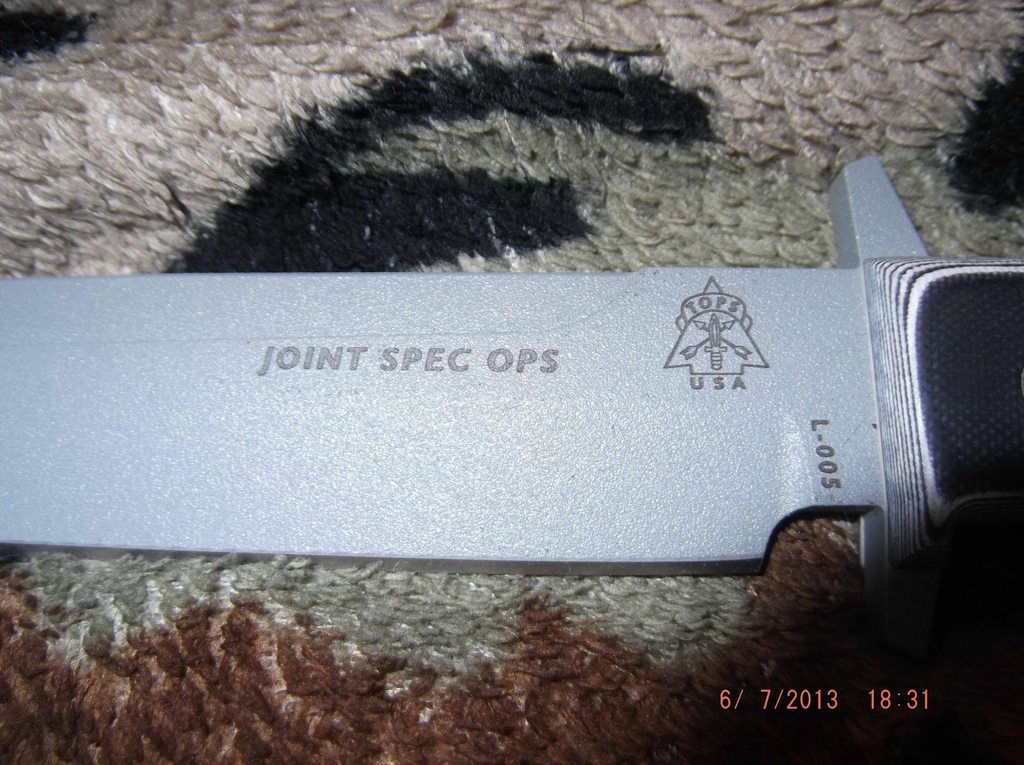 JOINT SPEC OPS
TOPS
USA
L-005
6/ 7/2013 18:31